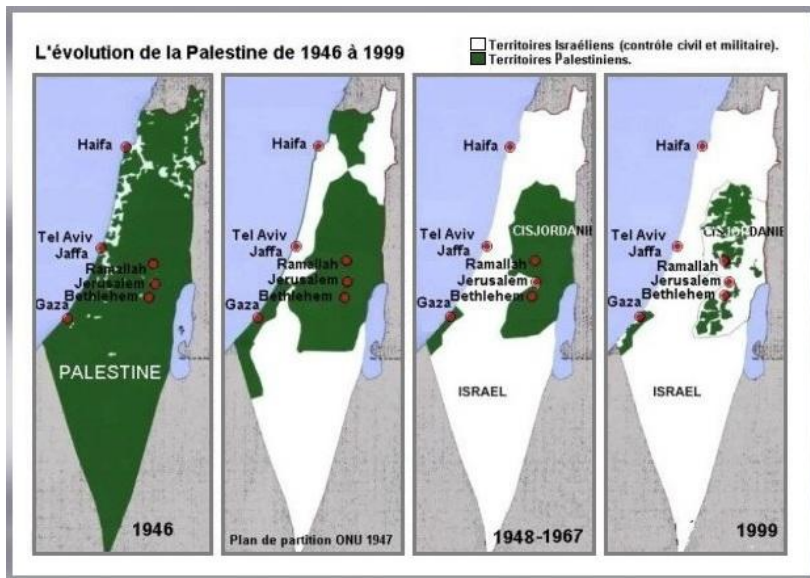 L'évolution de la Palestine de 1946 à 1999
Territoires Israéliens (contrôle civil et militaire).
Territoires Palestiniens.
Haifa
Tel Aviv
Jaffa
Ramallah
Jerusalem
Bethlehem
Gaza
PALESTINE
1946
Haifa
Tel Aviv
Jaffa
Ramallah
Jerusalem
Bethlehem
Gaza
Plan de partition ONU 1947
Haifa
Tel Aviv
Jaffa
CISJORDANIE
Ramallah
Jerusalem
Bethlehem
Gaza
ISRAEL
1948-1967
Haifa
Tel Aviv
Jaffa
CISJORDANIE
Ramallah
Jerusalem
Bethlehem
Gaza
ISRAEL
1999